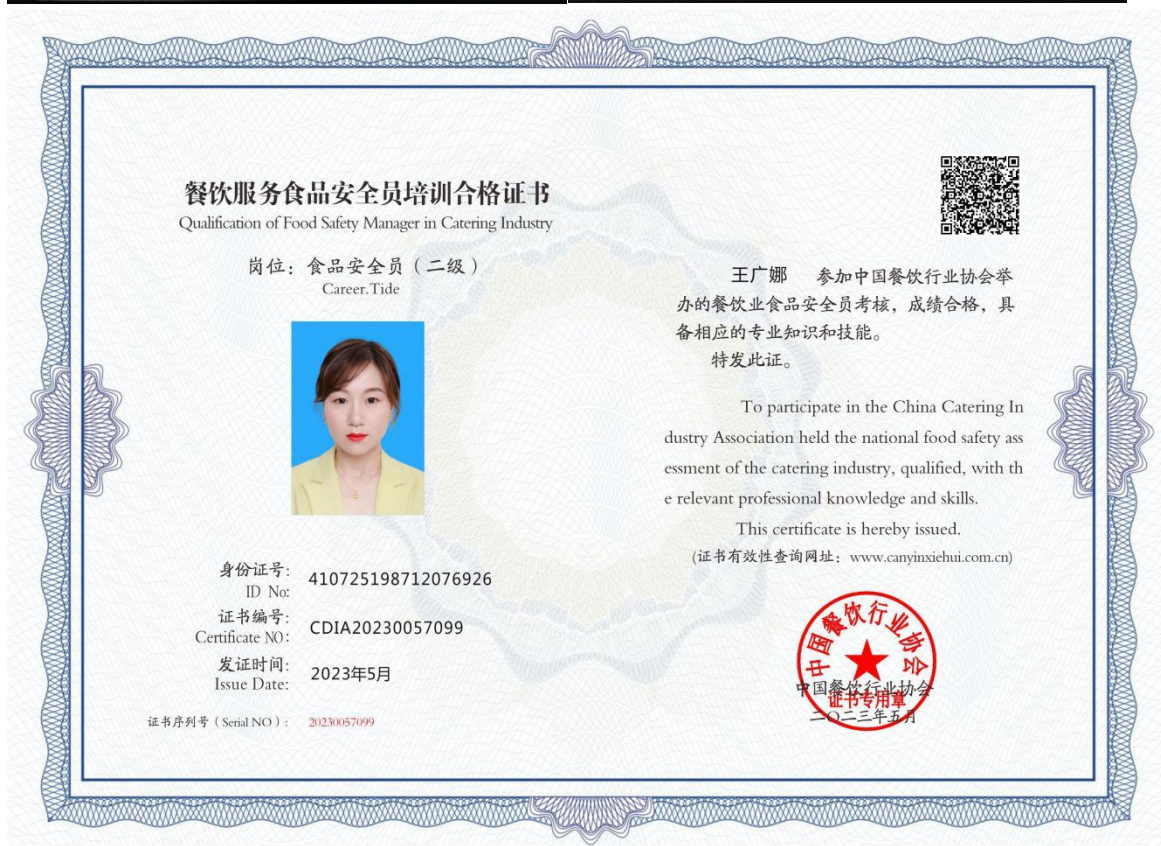 餐饮服务食品安全员培训合格证书
Qualification of Food Safety Manager in Catering Industry
岗位：食品安全员（二级）
Career.Tide
身份证号：
ID No:
410725198712076926
证书编号：
Certificate NO：
CDIA20230057099
发证时间：
Issue Date:
2023年5月
证书序列号（Serial NO）：
20230057099
王广娜 参加中国餐饮行业协会举
办的餐饮业食品安全员考核，成绩合格，具
备相应的专业知识和技能。
特发此证。
To participate in the China Catering In
dustry Association held the national food safety ass
essment of the catering industry, qualified, with th
e relevant professional knowledge and skills.
This certificate is hereby issued.
(证书有效性查询网址：www.canyinxiehui.com.cn)
中国餐饮行业协会
证书专用章
中国餐饮行业协会
二〇二三年五月